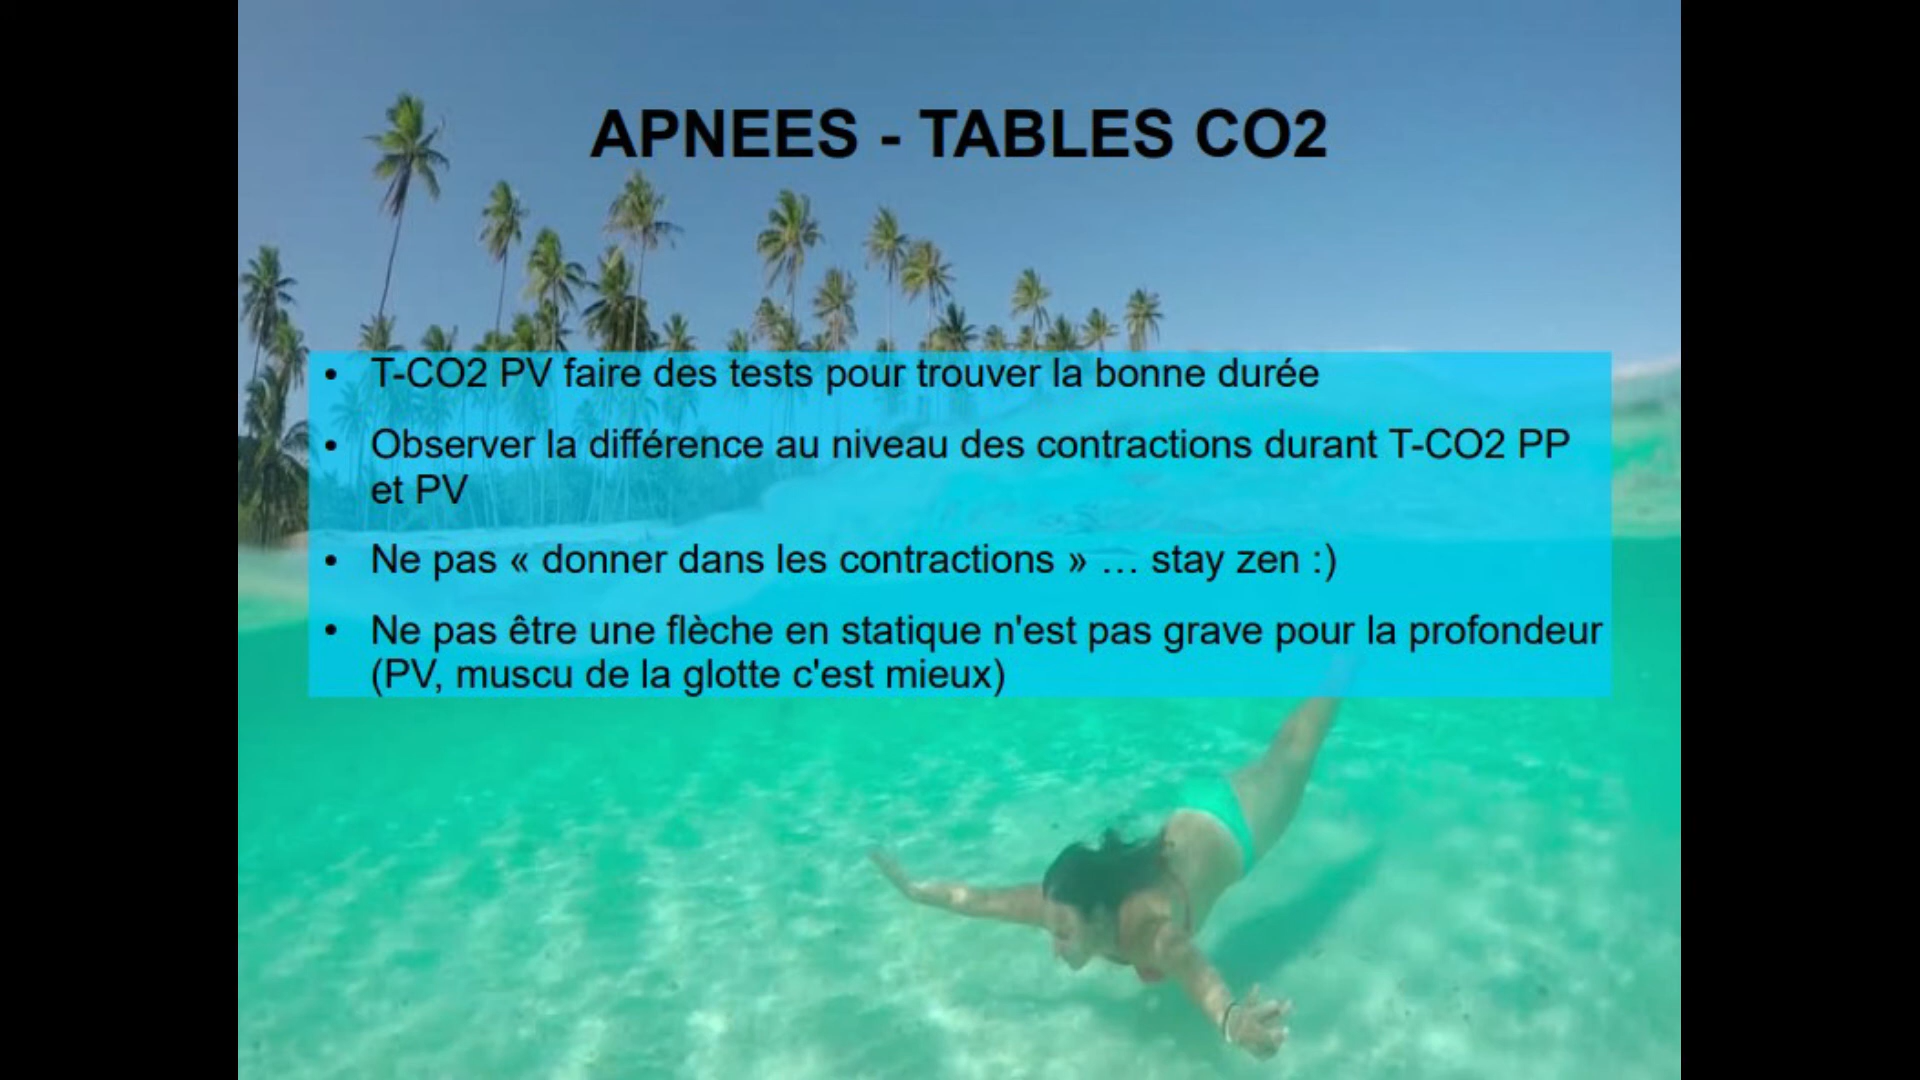 APNEES - TABLES CO2
• T-CO2 PV faire des tests pour trouver la bonne durée
• Observer la différence au niveau des contractions durant T-CO2 PP
et PV
• Ne pas « donner dans les contractions » … stay zen :)
• Ne pas être une flèche en statique n'est pas grave pour la profondeur
(PV, muscu de la glotte c'est mieux)